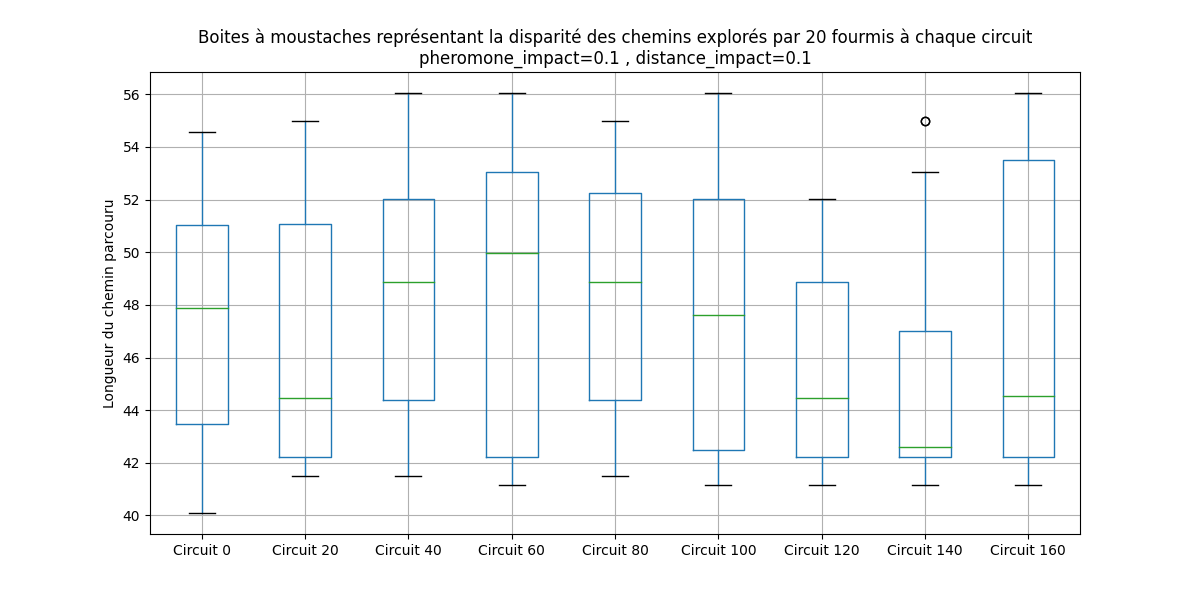 Boites à moustaches représentant la disparité des chemins explorés par 20 fourmis à chaque circuit
pheromone_impact=0.1 , distance_impact=0.1
Longueur du chemin parcouru
56
54
52
50
48
46
44
42
40
Circuit 0
Circuit 20
Circuit 40
Circuit 60
Circuit 80
Circuit 100
Circuit 120
Circuit 140
Circuit 160